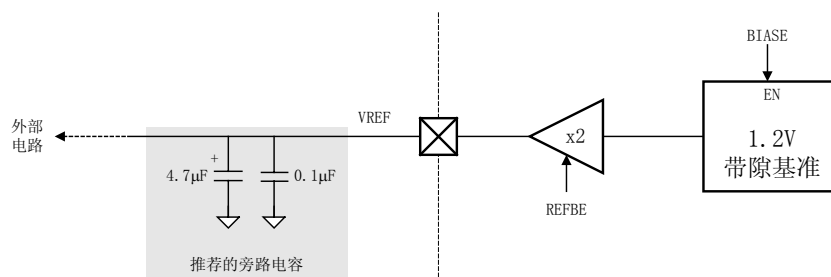 BIASE
EN
VREF
外部
电路
x2
1.2V
带隙基准
+
4.7μF
0.1μF
REFBE
推荐的旁路电容